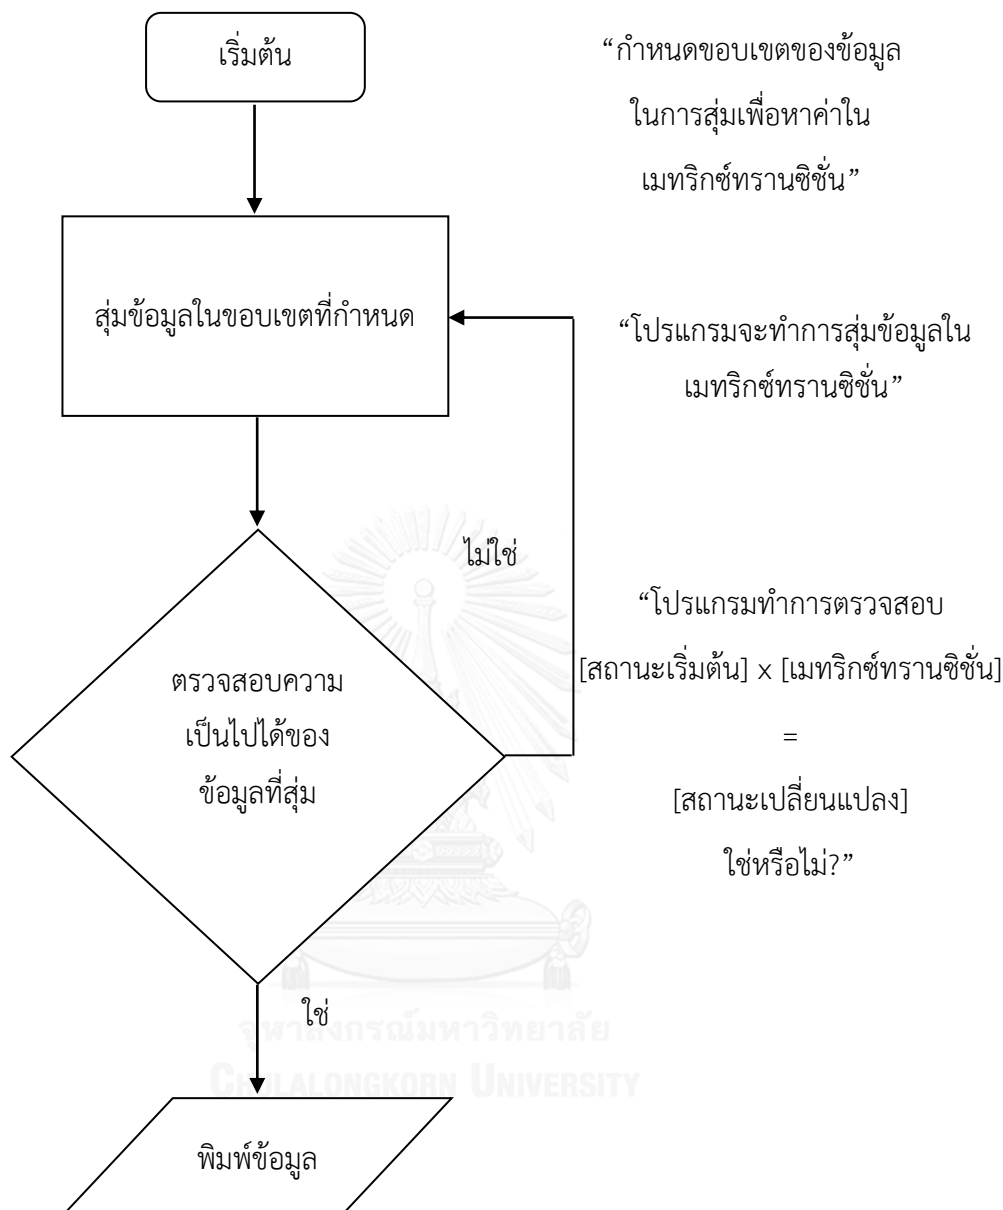 เริ่มต้น
“กำหนดขอบเขตของข้อมูล
ในการสุ่มเพื่อหาค่าใน
เมทริกซ์ทรานซิชั่น”
สุ่มข้อมูลในขอบเขตที่กำหนด
“โปรแกรมจะทำการสุ่มข้อมูลใน
เมทริกซ์ทรานซิชั่น”
ไม่ใช่
“โปรแกรมทำการตรวจสอบ
[สถานะเริ่มต้น] x [เมทริกซ์ทรานซิชั่น]
=
[สถานะเปลี่ยนแปลง]
ใช่หรือไม่?”
ตรวจสอบความ
เป็นไปได้ของ
ข้อมูลที่สุ่ม
ใช่
จุฬาลงกรณ์มหาวิทยาลัย
CHULALONGKORN UNIVERSITY
พิมพ์ข้อมูล